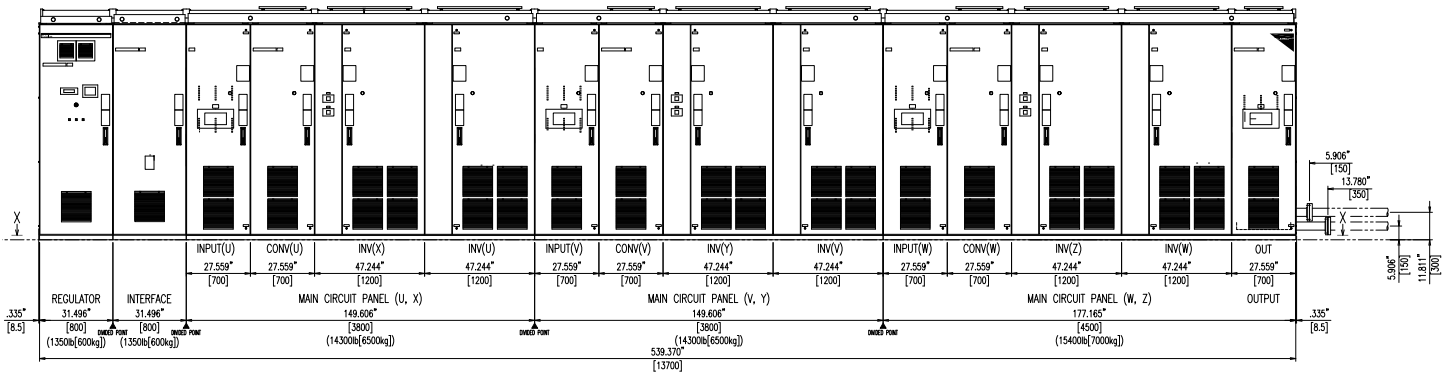 5.906"
[150]
13.780"
[350]
X
X
INPUT(U) CONV(U) INV(X) INV(U) INPUT(V) CONV(V) INV(Y) INV(V) INPUT(W) CONV(W) INV(Z) INV(W) OUT
27.559" 27.559" 47.244" 47.244" 27.559" 27.559" 47.244" 47.244" 27.559" 27.559" 47.244" 47.244" 27.559"
[700] [700] [1200] [1200] [700] [700] [1200] [1200] [700] [700] [1200] [1200] [700]
5.906"
[150]
11.811"
[300]
REGULATOR INTERFACE MAIN CIRCUIT PANEL (U, X) MAIN CIRCUIT PANEL (V, Y) MAIN CIRCUIT PANEL (W, Z) OUTPUT
.335" 31.496" 31.496" 149.606" 149.606" 177.165" .335"
[8.5] [800] DIVIDED POINT [800] DIVIDED POINT [3800] DIVIDED POINT [3800] DIVIDED POINT [4500] [8.5]
(1350lb[600kg]) (1350lb[600kg]) (14300lb[6500kg]) (14300lb[6500kg]) (15400lb[7000kg])
539.370"
[13700]